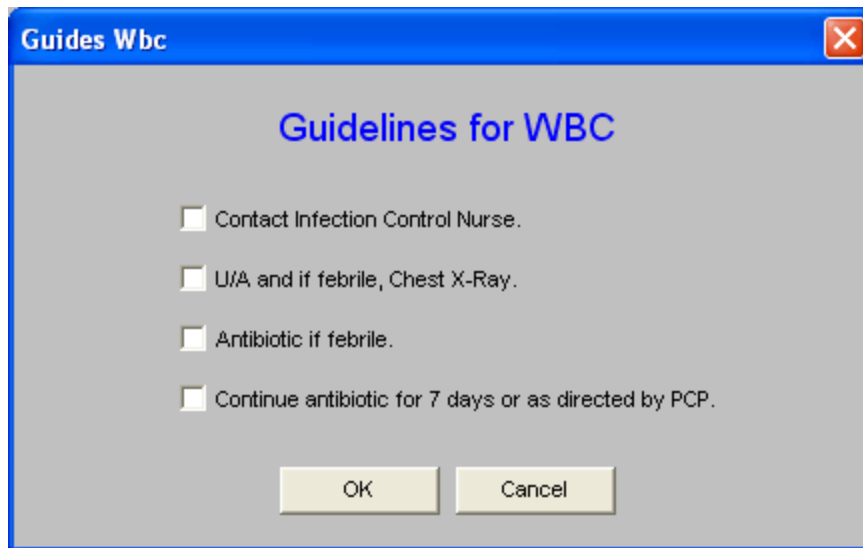 Guides Wbc
Guidelines for WBC
Contact Infection Control Nurse.
U/A and if febrile, Chest X-Ray.
Antibiotic if febrile.
Continue antibiotic for 7 days or as directed by PCP.
OK Cancel